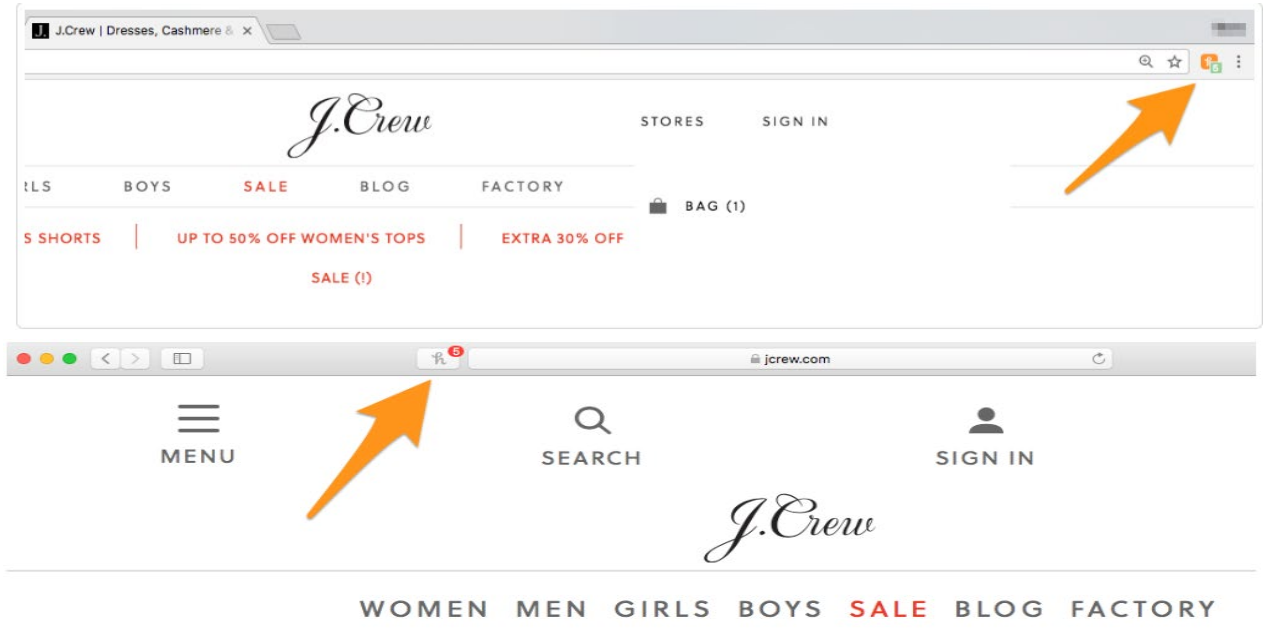 J.Crew | Dresses, Cashmere &
J.Crew
STORES SIGN IN
RLS BOYS SALE BLOG FACTORY
BAG (1)
S SHORTS | UP TO 50% OFF WOMEN'S TOPS | EXTRA 30% OFF
SALE (!)
5
jcrew.com
MENU SEARCH SIGN IN
J.Crew
WOMEN MEN GIRLS BOYS SALE BLOG FACTORY